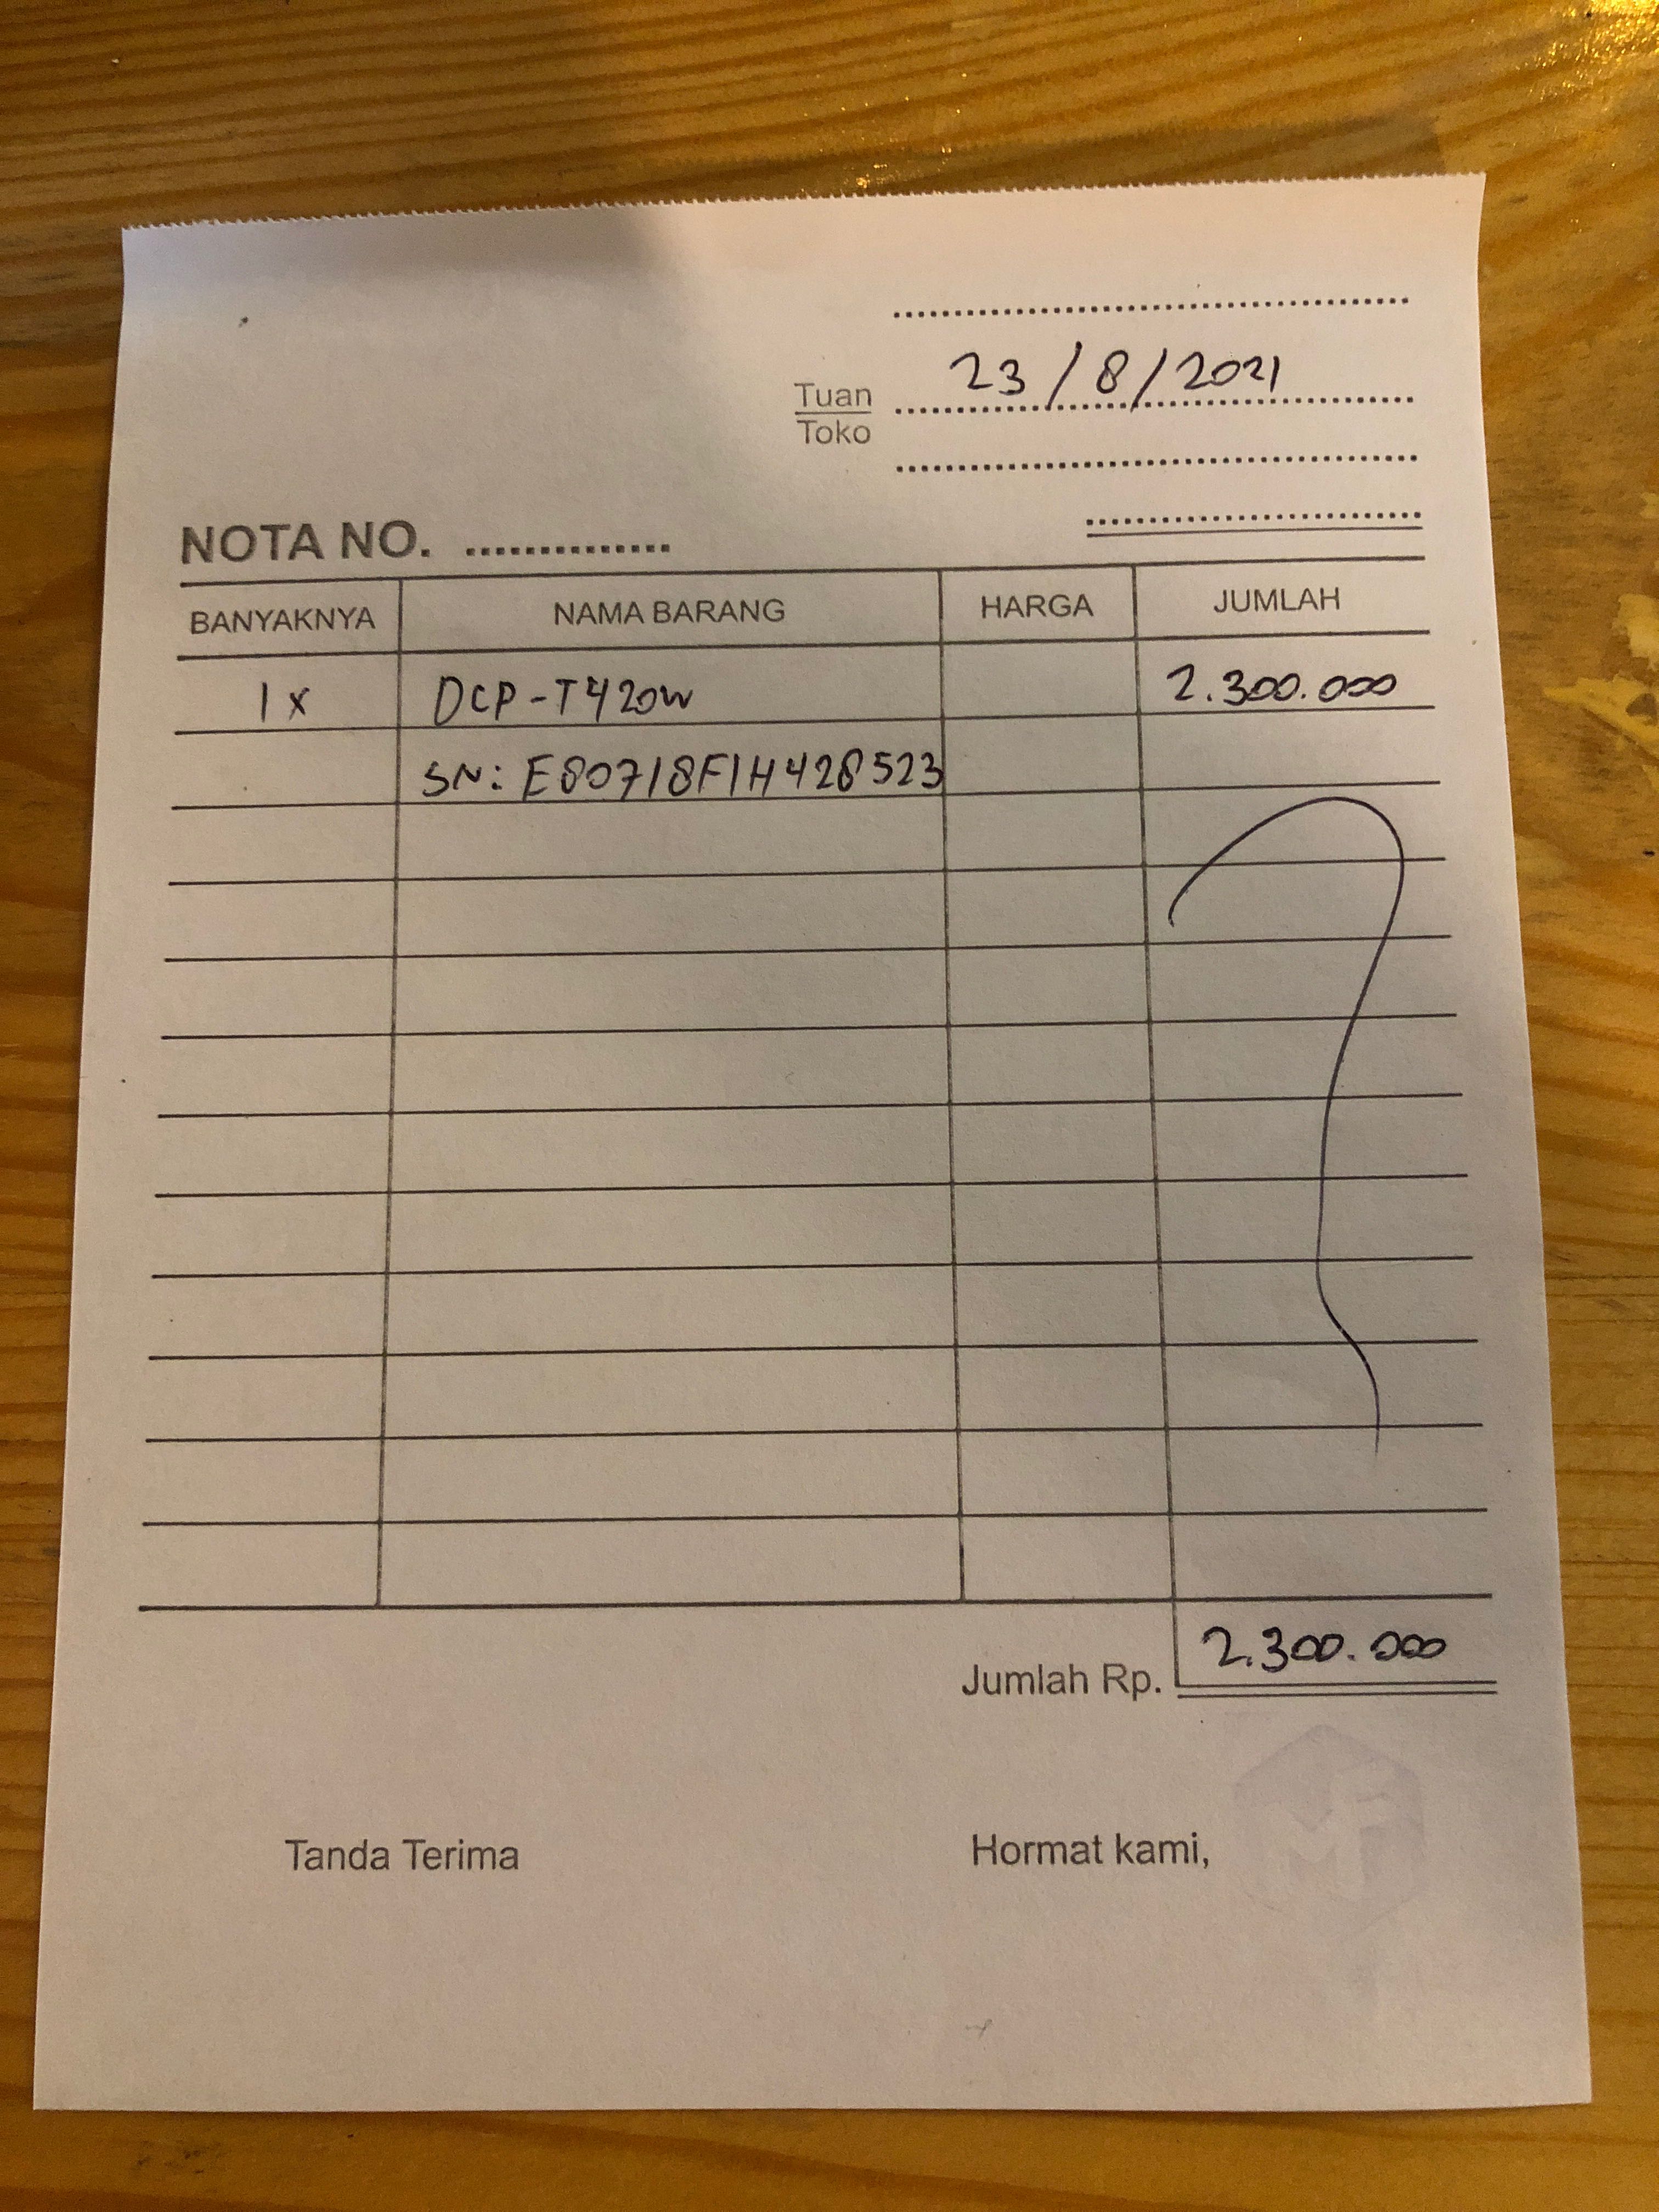 23/8/2021
Tuan
Toko
NOTA NO. ..............
BANYAKNYA NAMA BARANG HARGA JUMLAH
1x DCP-T420W 2.300.000
SN: E80718F1H428523
Jumlah Rp. 2.300.000
Tanda Terima Hormat kami,